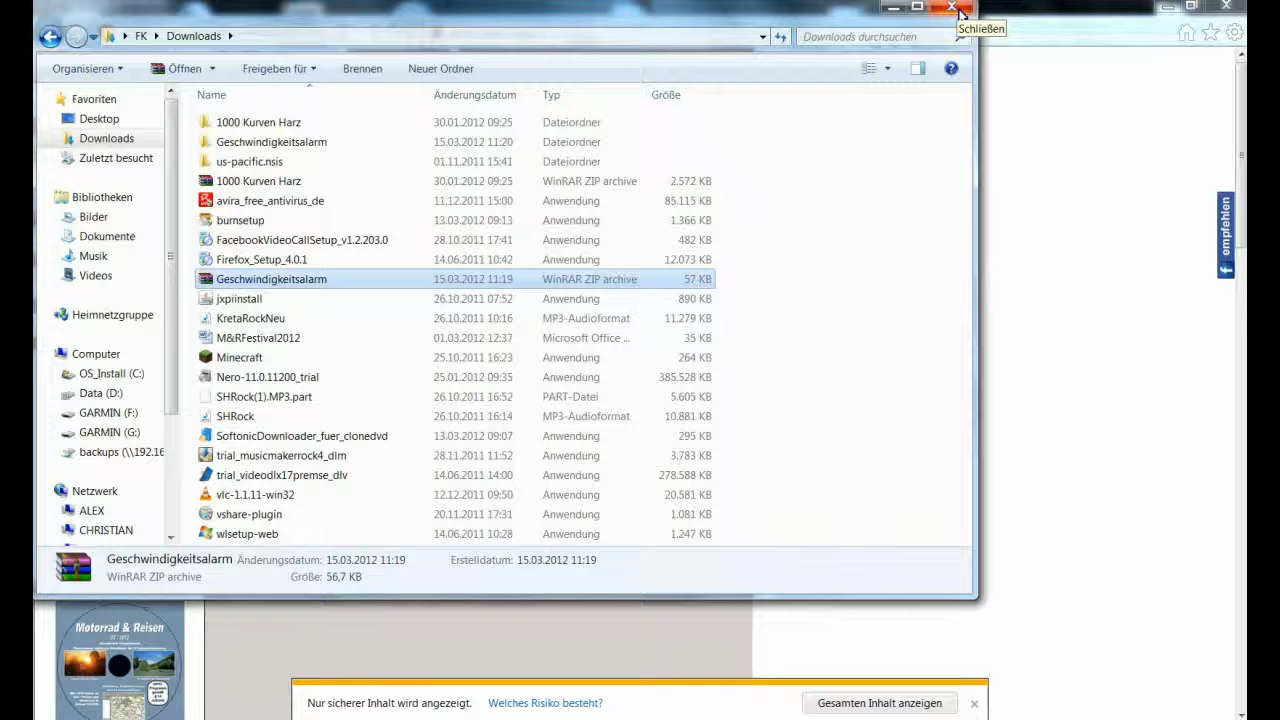 Schließen
FK Downloads
Downloads durchsuchen
Organisieren Öffnen Freigeben für Brennen Neuer Ordner
Name Änderungsdatum Typ Größe
Favoriten
Desktop
Downloads
Zuletzt besucht
Bibliotheken
Bilder
Dokumente
Musik
Videos
Heimnetzgruppe
Computer
OS_Install (C:)
Data (D:)
GARMIN (F:)
GARMIN (G:)
backups (\\192.16
Netzwerk
ALEX
CHRISTIAN
1000 Kurven Harz 30.01.2012 09:25 Dateiordner
Geschwindigkeitsalarm 15.03.2012 11:20 Dateiordner
us-pacific.nsis 01.11.2011 15:41 Dateiordner
1000 Kurven Harz 30.01.2012 09:25 WinRAR ZIP archive 2.572 KB
avira_free_antivirus_de 11.12.2011 15:00 Anwendung 85.115 KB
burnsetup 13.03.2012 09:13 Anwendung 1.366 KB
FacebookVideoCallSetup_v1.2.203.0 28.10.2011 17:41 Anwendung 482 KB
Firefox_Setup_4.0.1 14.06.2011 10:42 Anwendung 12.073 KB
Geschwindigkeitsalarm 15.03.2012 11:19 WinRAR ZIP archive 57 KB
jxpiinstall 26.10.2011 07:52 Anwendung 890 KB
KretaRockNeu 26.10.2011 10:16 MP3-Audioformat 11.279 KB
M&RFestival2012 01.03.2012 12:37 Microsoft Office ... 35 KB
Minecraft 25.10.2011 16:23 Anwendung 264 KB
Nero-11.0.11200_trial 25.01.2012 09:35 Anwendung 385.528 KB
SHRock(1).MP3.part 26.10.2011 16:52 PART-Datei 5.605 KB
SHRock 26.10.2011 16:14 MP3-Audioformat 10.881 KB
SoftonicDownloader_fuer_clonedvd 13.03.2012 09:07 Anwendung 295 KB
trial_musicmakerrock4_dlm 28.11.2011 11:52 Anwendung 3.783 KB
trial_videodlx17premse_dlv 14.06.2011 14:00 Anwendung 278.588 KB
vlc-1.1.11-win32 12.12.2011 09:50 Anwendung 20.581 KB
vshare-plugin 20.11.2011 17:31 Anwendung 1.081 KB
wlsetup-web 14.06.2011 10:28 Anwendung 1.247 KB
Geschwindigkeitsalarm Änderungsdatum: 15.03.2012 11:19 Erstelldatum: 15.03.2012 11:19
WinRAR ZIP archive Größe: 56,7 KB
empfehlen
Motorrad & Reisen
Nur sicherer Inhalt wird angezeigt. Welches Risiko besteht? Gesamten Inhalt anzeigen